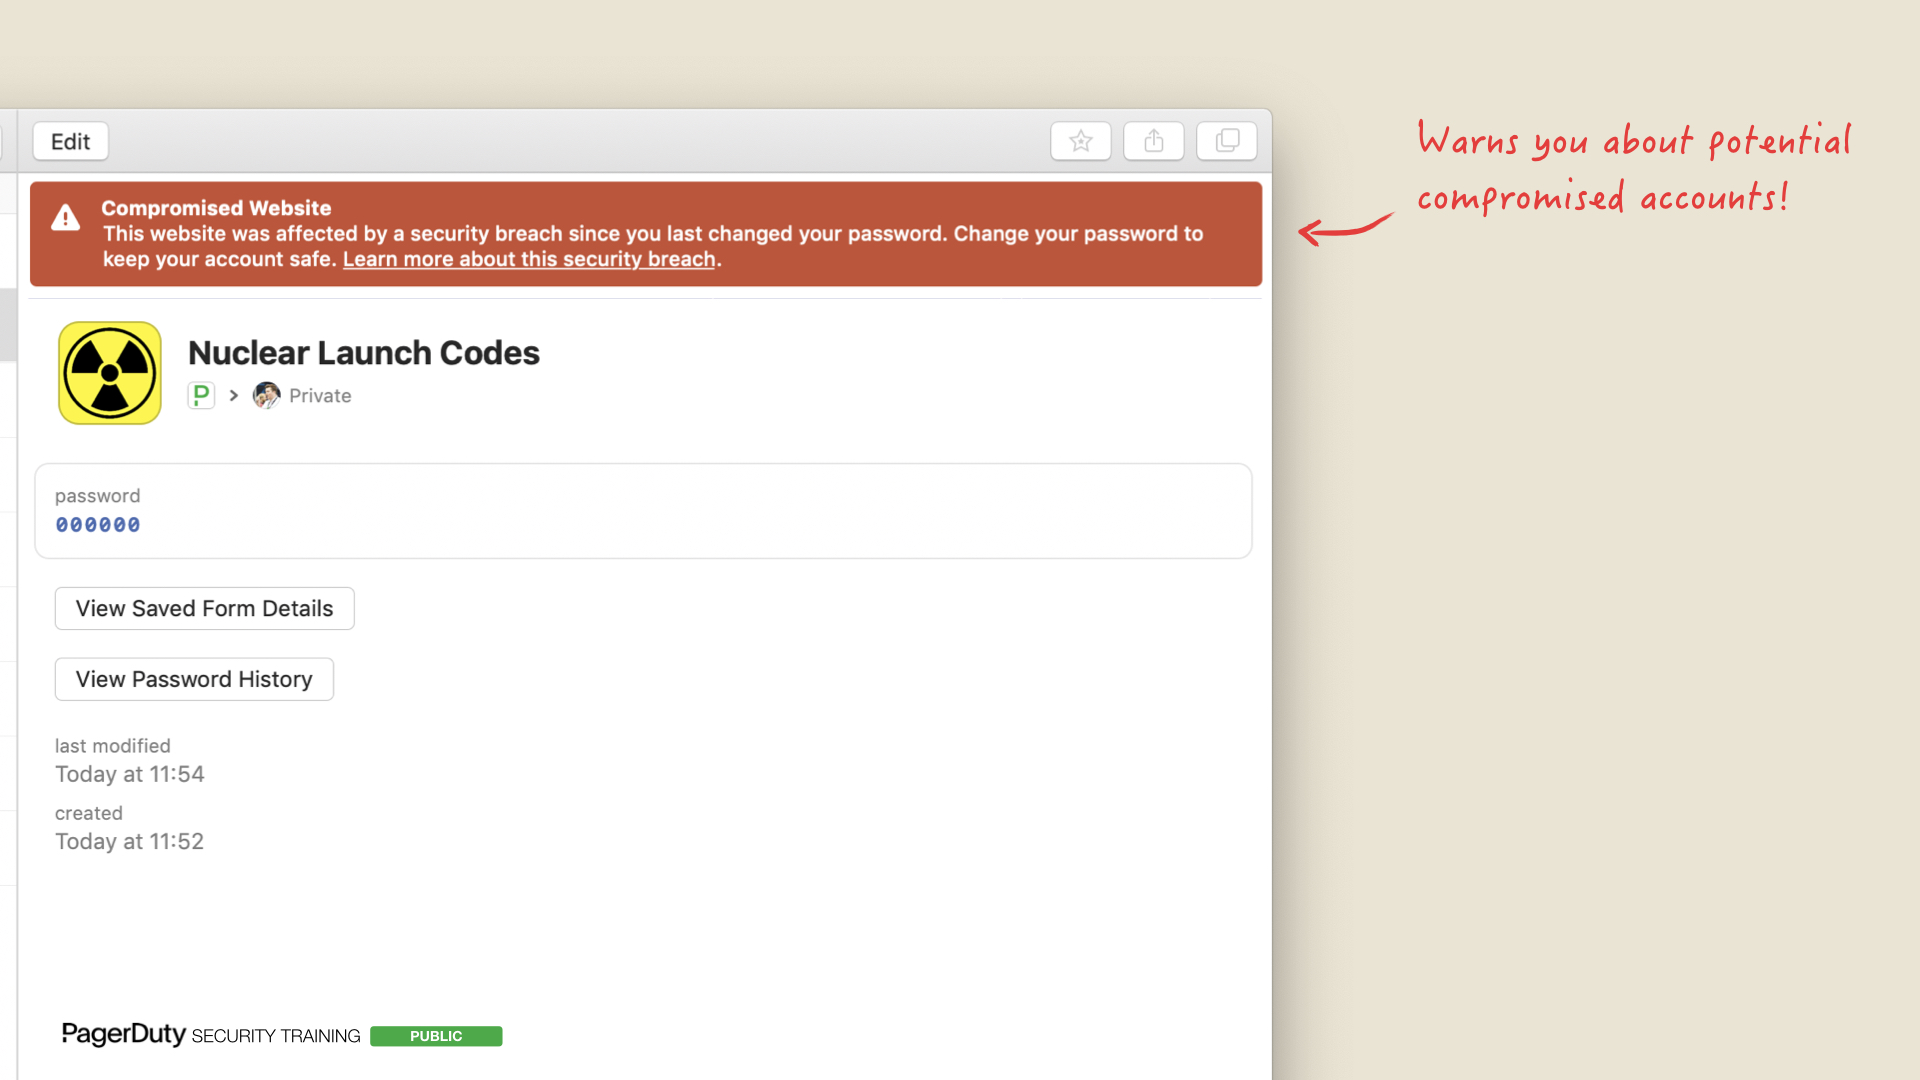 Edit
Warns you about potential
compromised accounts!
Compromised Website
This website was affected by a security breach since you last changed your password. Change your password to
keep your account safe. Learn more about this security breach.
Nuclear Launch Codes
P > Private
password
000000
View Saved Form Details
View Password History
last modified
Today at 11:54
created
Today at 11:52
PagerDuty SECURITY TRAINING PUBLIC